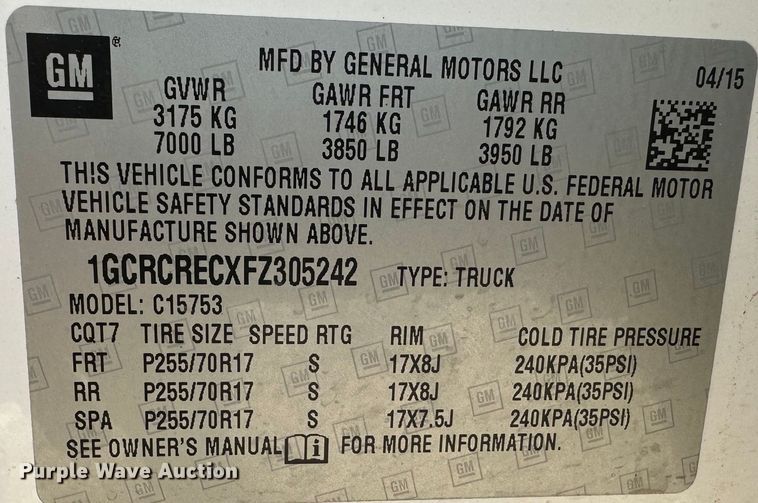 GM ®
MFD BY GENERAL MOTORS LLC 04/15
GVWR GAWR FRT GAWR RR
3175 KG 1746 KG 1792 KG
7000 LB 3850 LB 3950 LB
THIS VEHICLE CONFORMS TO ALL APPLICABLE U.S. FEDERAL MOTOR
VEHICLE SAFETY STANDARDS IN EFFECT ON THE DATE OF
MANUFACTURE SHOWN ABOVE.
1GCRCRECXFZ305242 TYPE: TRUCK
MODEL: C15753
CQT7 TIRE SIZE SPEED RTG RIM COLD TIRE PRESSURE
FRT P255/70R17 S 17X8J 240KPA(35PSI)
RR P255/70R17 S 17X8J 240KPA(35PSI)
SPA P255/70R17 S 17X7.5J 240KPA(35PSI)
SEE OWNER'S MANUAL i FOR MORE INFORMATION.
Purple Wave Auction